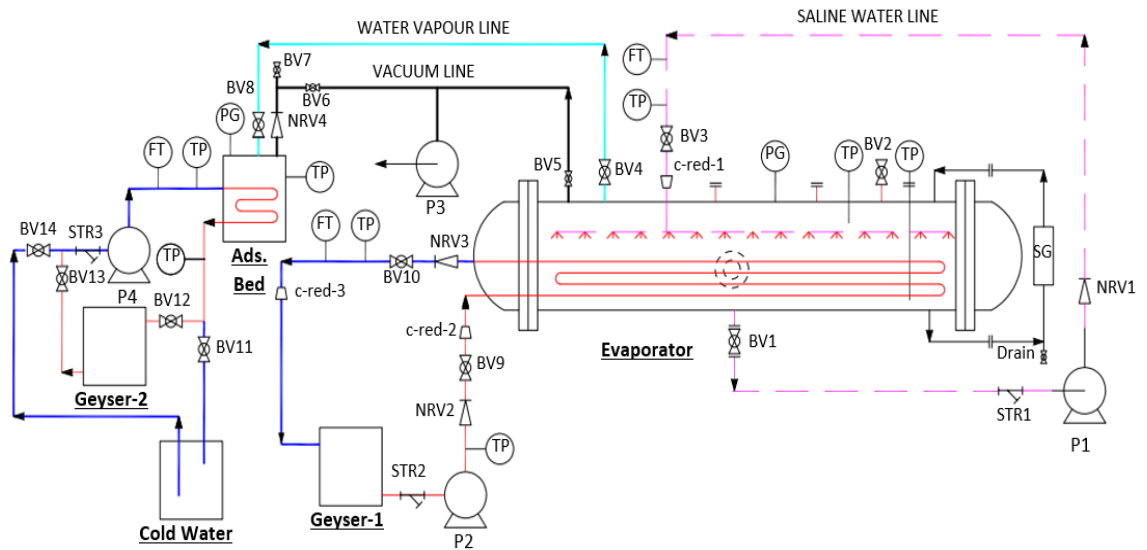 SALINE WATER LINE
WATER VAPOUR LINE
VACUUM LINE
BV7
BV8
BV6
NRV4
PG
FT
TP
TP
FT
TP
BV3
c-red-1
PG
TP
BV2
TP
BV5
BV4
P3
BV14
STR3
P4
TP
Ads.
Bed
FT
TP
NRV3
BV10
c-red-3
BV13
BV12
BV11
Geyser-2
Cold Water
SG
NRV1
Drain
c-red-2
BV9
NRV2
TP
Evaporator
BV1
STR1
P1
STR2
Geyser-1
P2